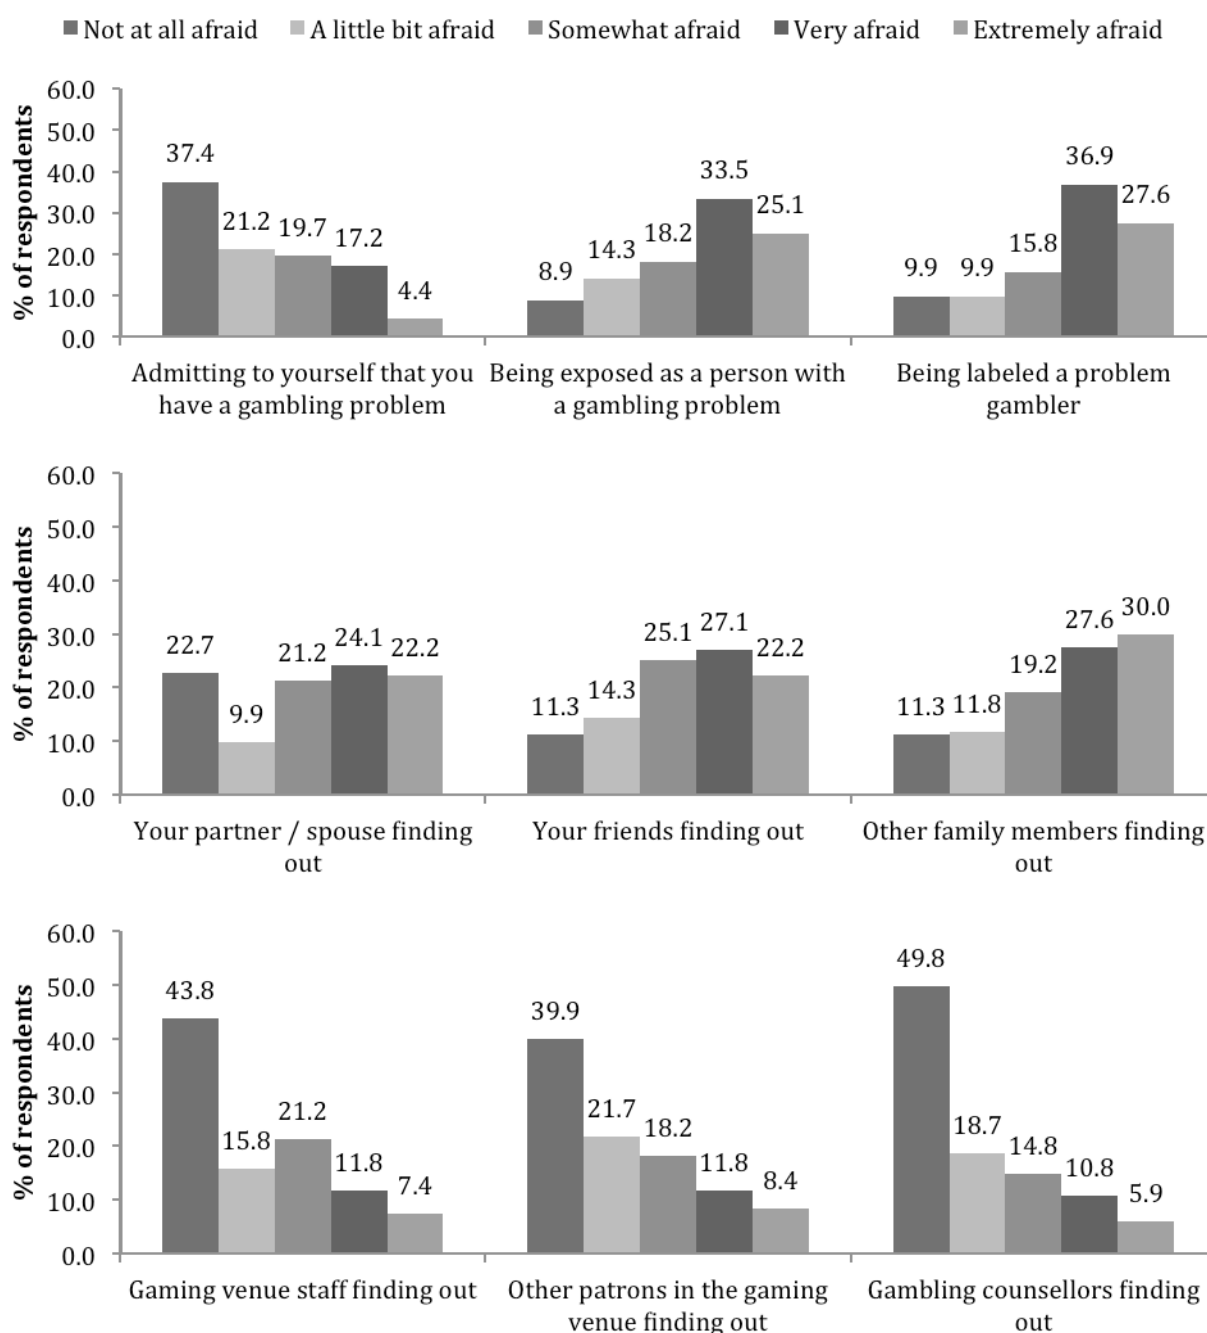 Not at all afraid A little bit afraid Somewhat afraid Very afraid Extremely afraid
% of respondents
60.0
50.0
40.0
30.0
20.0
10.0
0.0
37.4 21.2 19.7 17.2 4.4
8.9 14.3 18.2 33.5 25.1
9.9 9.9 15.8 36.9 27.6
Admitting to yourself that you
have a gambling problem
Being exposed as a person with
a gambling problem
Being labeled a problem
gambler
% of respondents
60.0
50.0
40.0
30.0
20.0
10.0
0.0
22.7 9.9 21.2 24.1 22.2
11.3 14.3 25.1 27.1 22.2
11.3 11.8 19.2 27.6 30.0
Your partner / spouse finding
out
Your friends finding out
Other family members finding
out
% of respondents
60.0
50.0
40.0
30.0
20.0
10.0
0.0
43.8 15.8 21.2 11.8 7.4
39.9 21.7 18.2 11.8 8.4
49.8 18.7 14.8 10.8 5.9
Gaming venue staff finding out
Other patrons in the gaming
venue finding out
Gambling counsellors finding
out